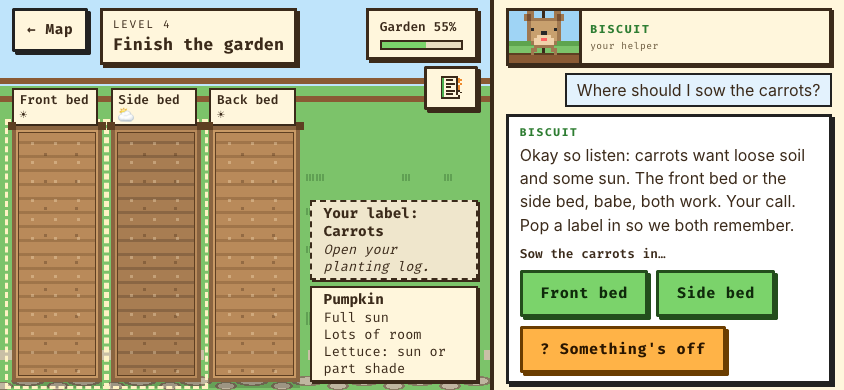 ← Map
LEVEL 4
Finish the garden
Garden 55%
Front bed
Side bed
Back bed
Your label:
Carrots
Open your
planting log.
Pumpkin
Full sun
Lots of room
Lettuce: sun or
part shade
BISCUIT
your helper
Where should I sow the carrots?
BISCUIT
Okay so listen: carrots want loose soil
and some sun. The front bed or the
side bed, babe, both work. Your call.
Pop a label in so we both remember.
Sow the carrots in…
Front bed
Side bed
? Something's off